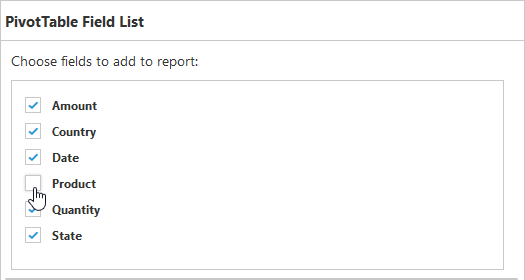 PivotTable Field List
Choose fields to add to report:
Amount
Country
Date
Product
Quantity
State